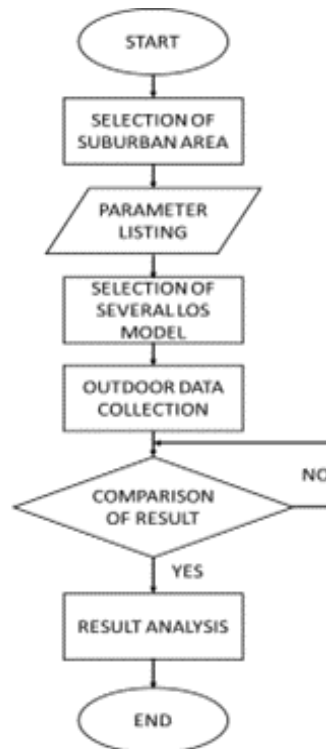 START
SELECTION OF
SUBURBAN AREA
PARAMETER
LISTING
SELECTION OF
SEVERAL LOS
MODEL
OUTDOOR DATA
COLLECTION
COMPARISON
OF RESULT
NO
YES
RESULT ANALYSIS
END